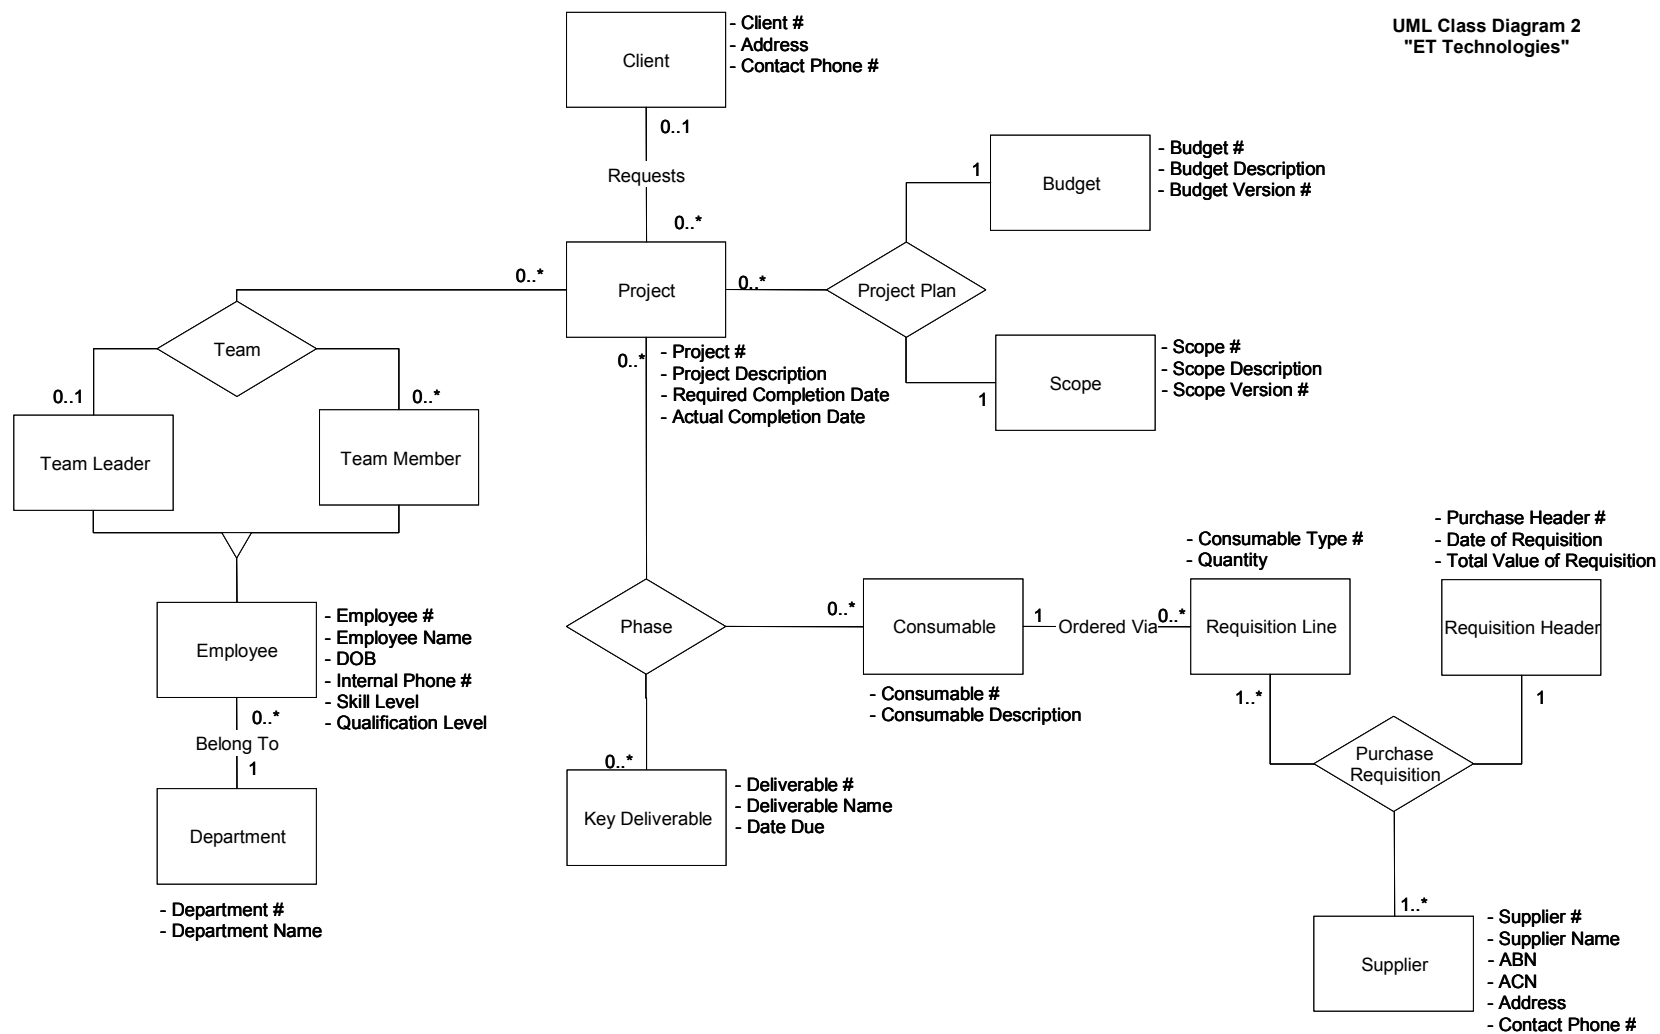 UML Class Diagram 2
"ET Technologies"
Client
- Client #
- Address
- Contact Phone #
0..1
Requests
0..*
Budget
- Budget #
- Budget Description
- Budget Version #
1
Project
0..*
0..*
Project Plan
Team
0..*
- Project #
- Project Description
- Required Completion Date
- Actual Completion Date
Scope
- Scope #
- Scope Description
- Scope Version #
1
0..1
0..*
Team Leader
Team Member
Employee
- Employee #
- Employee Name
- DOB
- Internal Phone #
- Skill Level
- Qualification Level
0..*
Belong To
1
Department
- Department #
- Department Name
Phase
0..*
Consumable
- Consumable #
- Consumable Description
1
Ordered Via
0..*
- Consumable Type #
- Quantity
Requisition Line
- Purchase Header #
- Date of Requisition
- Total Value of Requisition
Requisition Header
1..*
1
Purchase
Requisition
0..*
Key Deliverable
- Deliverable #
- Deliverable Name
- Date Due
1..*
Supplier
- Supplier #
- Supplier Name
- ABN
- ACN
- Address
- Contact Phone #